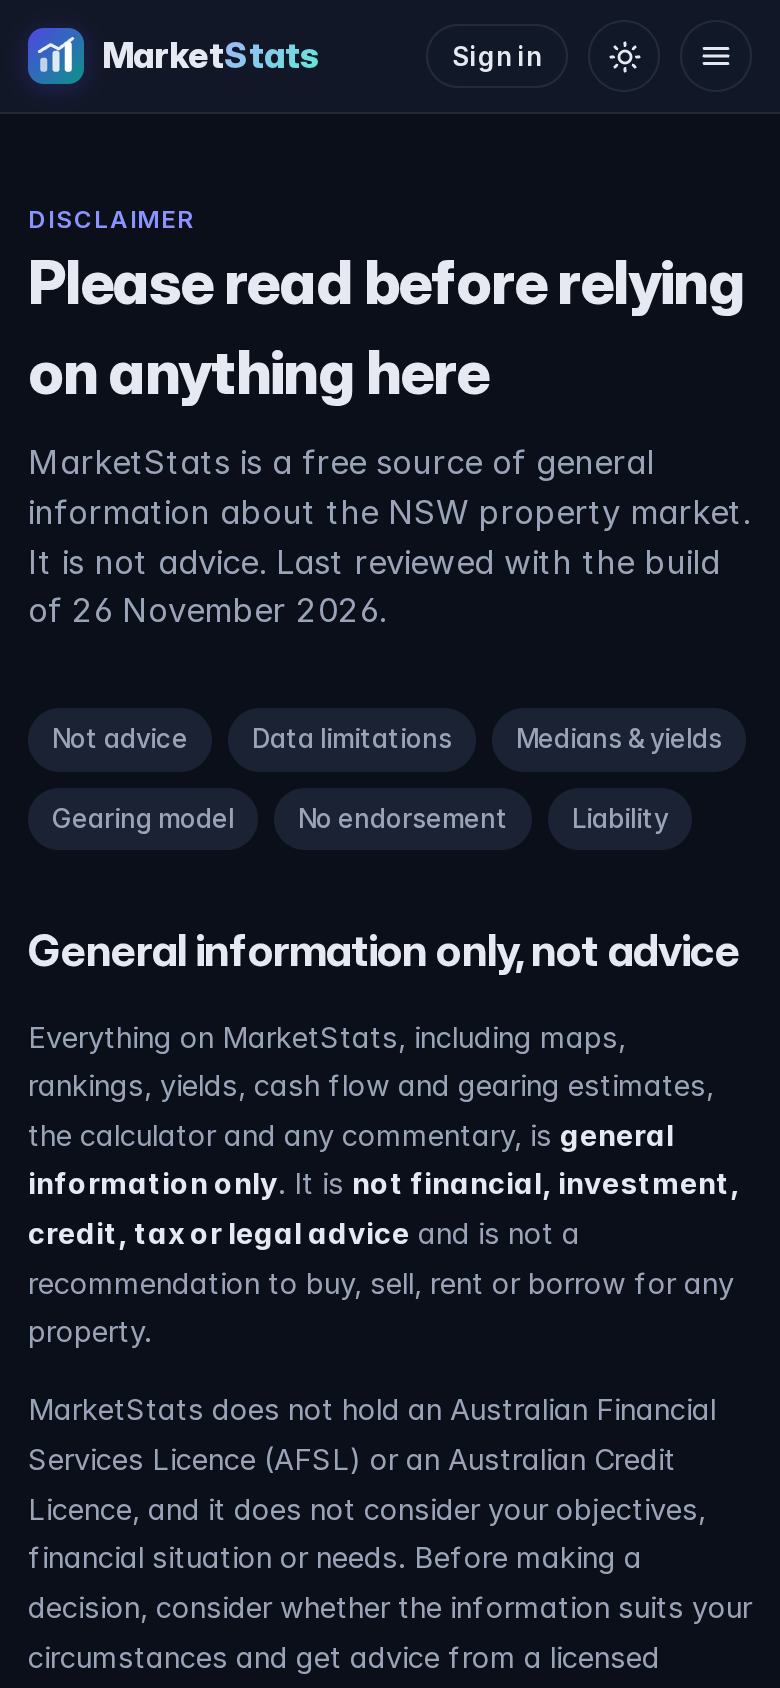 MarketStats
Sign in
DISCLAIMER
Please read before relying
on anything here
MarketStats is a free source of general
information about the NSW property market.
It is not advice. Last reviewed with the build
of 26 November 2026.
Not advice
Data limitations
Medians & yields
Gearing model
No endorsement
Liability
General information only, not advice
Everything on MarketStats, including maps,
rankings, yields, cash flow and gearing estimates,
the calculator and any commentary, is general
information only. It is not financial, investment,
credit, tax or legal advice and is not a
recommendation to buy, sell, rent or borrow for any
property.
MarketStats does not hold an Australian Financial
Services Licence (AFSL) or an Australian Credit
Licence, and it does not consider your objectives,
financial situation or needs. Before making a
decision, consider whether the information suits your
circumstances and get advice from a licensed